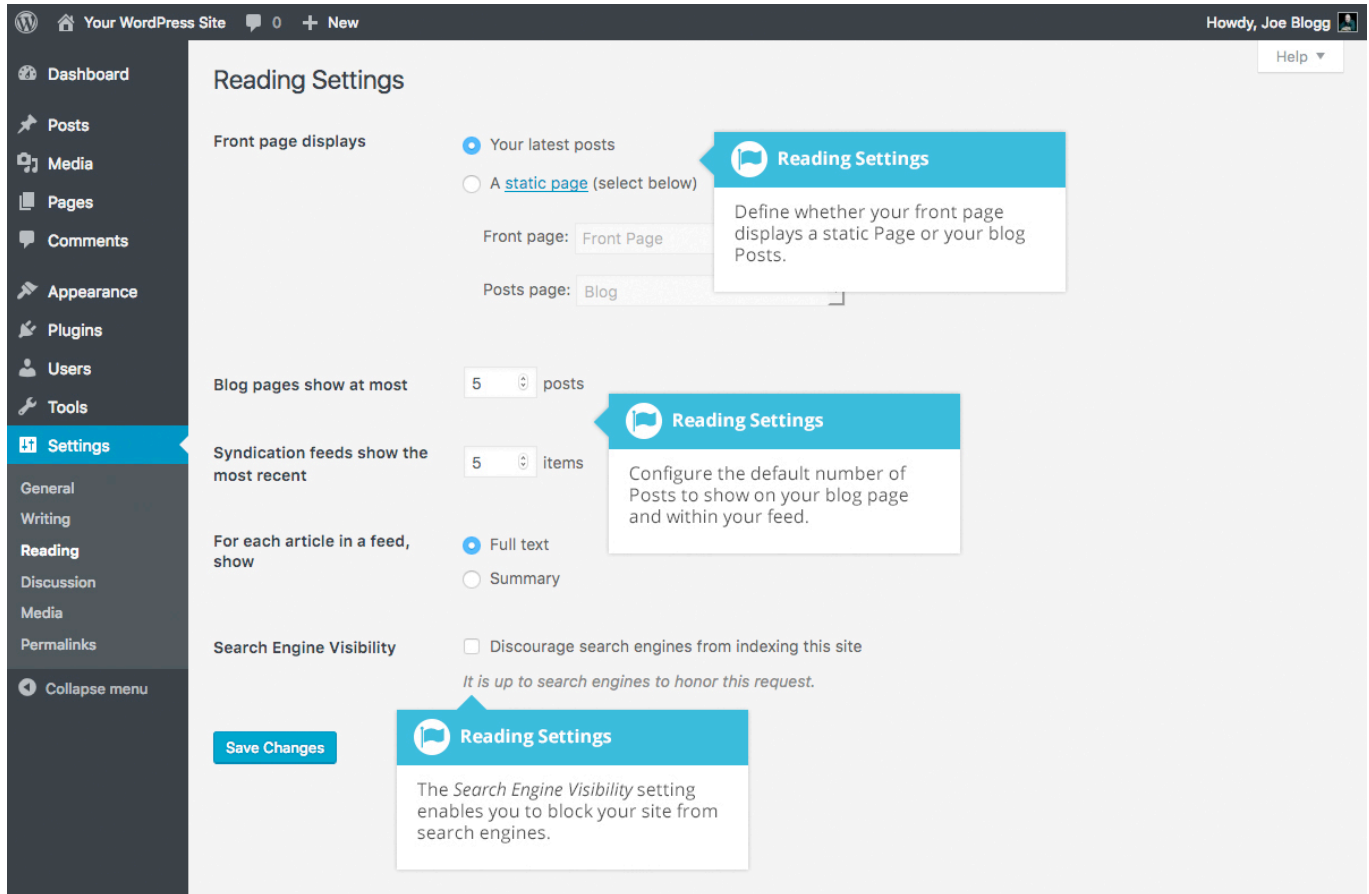 Your WordPress Site 0 + New Howdy, Joe Blogg
Help
Dashboard
Posts
Media
Pages
Comments
Appearance
Plugins
Users
Tools
Settings
General
Writing
Reading
Discussion
Media
Permalinks
Collapse menu
Reading Settings
Front page displays
Your latest posts
A static page (select below)
Front page: Front Page
Posts page: Blog
Reading Settings
Define whether your front page
displays a static Page or your blog
Posts.
Blog pages show at most
5 posts
Syndication feeds show the
most recent
5 items
Reading Settings
Configure the default number of
Posts to show on your blog page
and within your feed.
For each article in a feed,
show
Full text
Summary
Search Engine Visibility
Discourage search engines from indexing this site
It is up to search engines to honor this request.
Save Changes
Reading Settings
The Search Engine Visibility setting
enables you to block your site from
search engines.